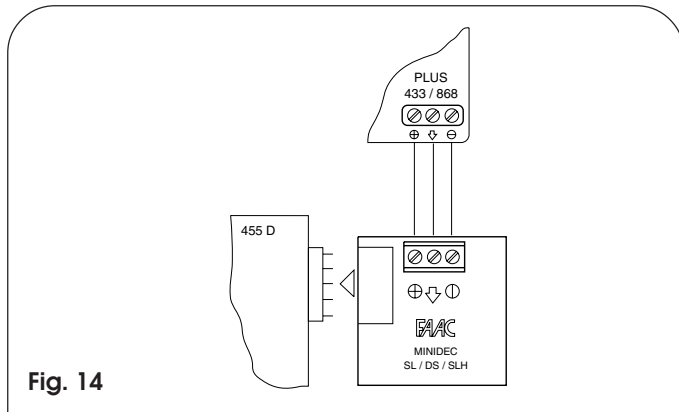 PLUS
433 / 868
455 D
FAAC
MINIDEC
SL / DS / SLH
Fig. 14